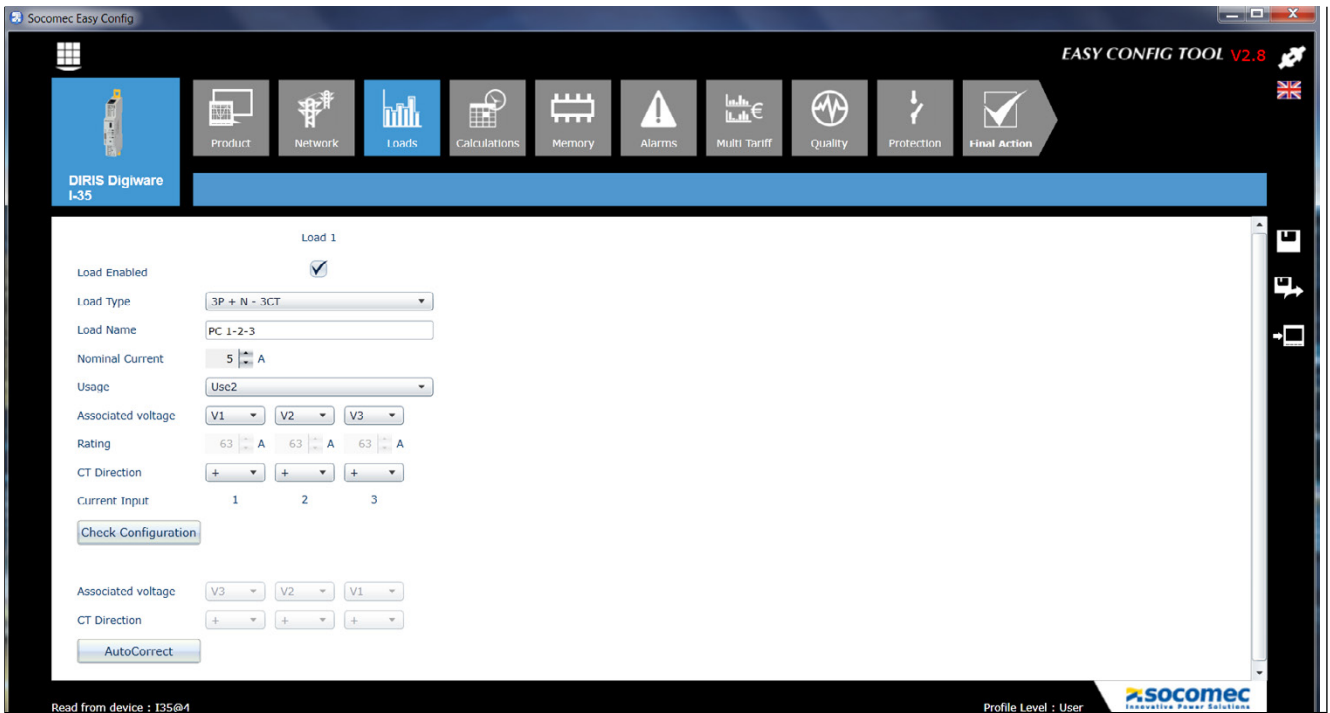 Socomec Easy Config
EASY CONFIG TOOL V2.8
Product Network Loads Calculations Memory Alarms Multi Tariff Quality Protection Final Action
DIRIS Digiware
I-35
Load 1
Load Enabled
Load Type 3P + N - 3CT
Load Name PC 1-2-3
Nominal Current 5 A
Usage Use2
Associated voltage V1 V2 V3
Rating 63 A 63 A 63 A
CT Direction + + +
Current Input 1 2 3
Check Configuration
Associated voltage V3 V2 V1
CT Direction + + +
AutoCorrect
Read from device : I35@4
Profile Level : User
socomec
Innovative Power Solutions